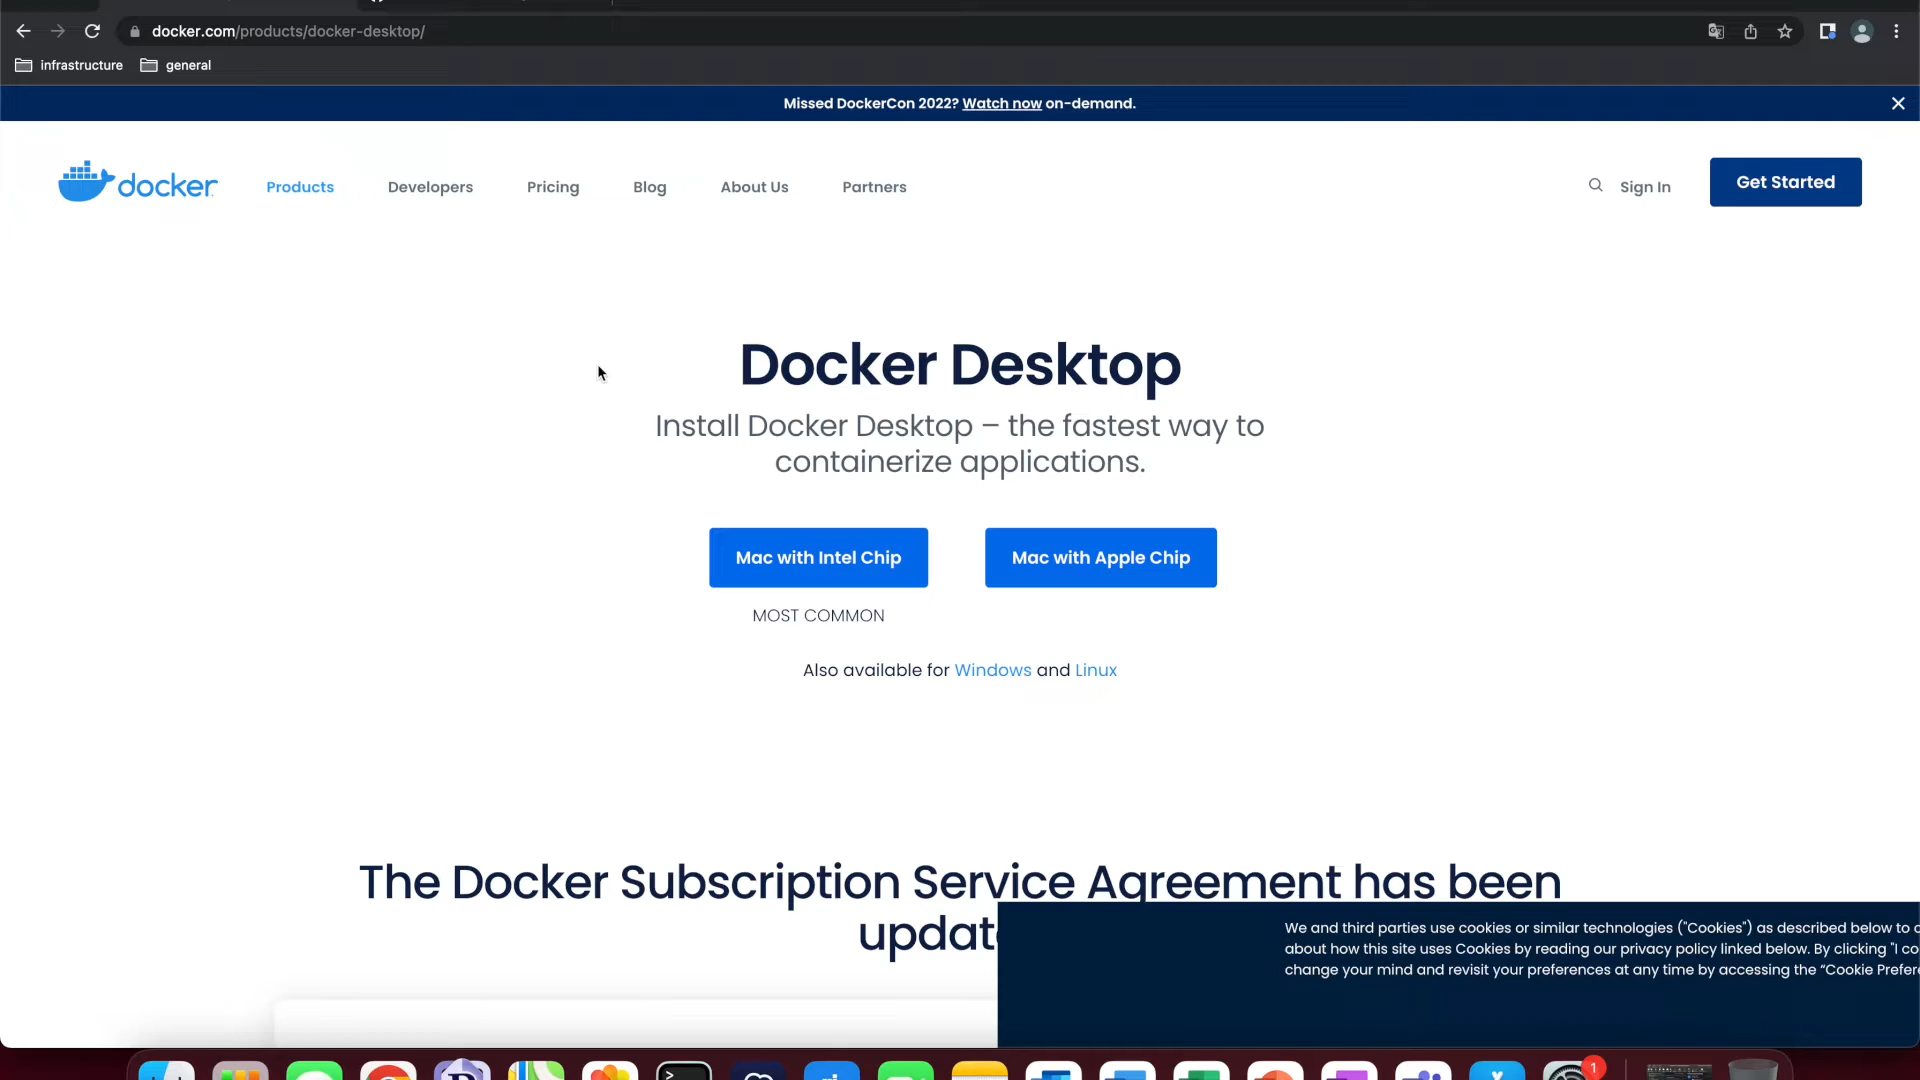 docker.com/products/docker-desktop/
infrastructure
general
Missed DockerCon 2022? Watch now on-demand.
docker
Products
Developers
Pricing
Blog
About Us
Partners
Sign In
Get Started
Docker Desktop
Install Docker Desktop – the fastest way to
containerize applications.
Mac with Intel Chip
Mac with Apple Chip
MOST COMMON
Also available for Windows and Linux
The Docker Subscription Service Agreement has been
We and third parties use cookies or similar technologies ("Cookies") as described below to
about how this site uses Cookies by reading our privacy policy linked below. By clicking "I
change your mind and revisit your preferences at any time by accessing the “Cookie
1